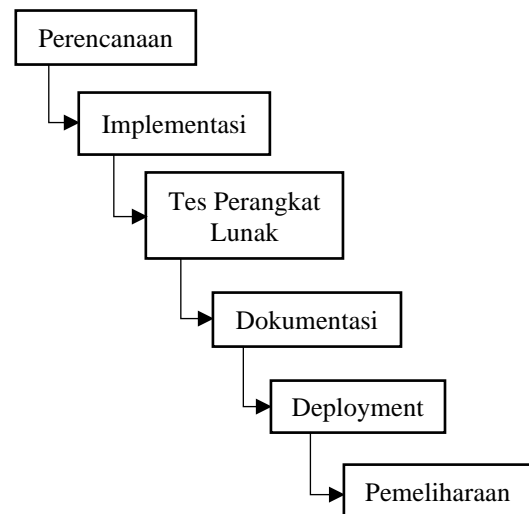 Perencanaan
Implementasi
Tes Perangkat
Lunak
Dokumentasi
Deployment
Pemeliharaan